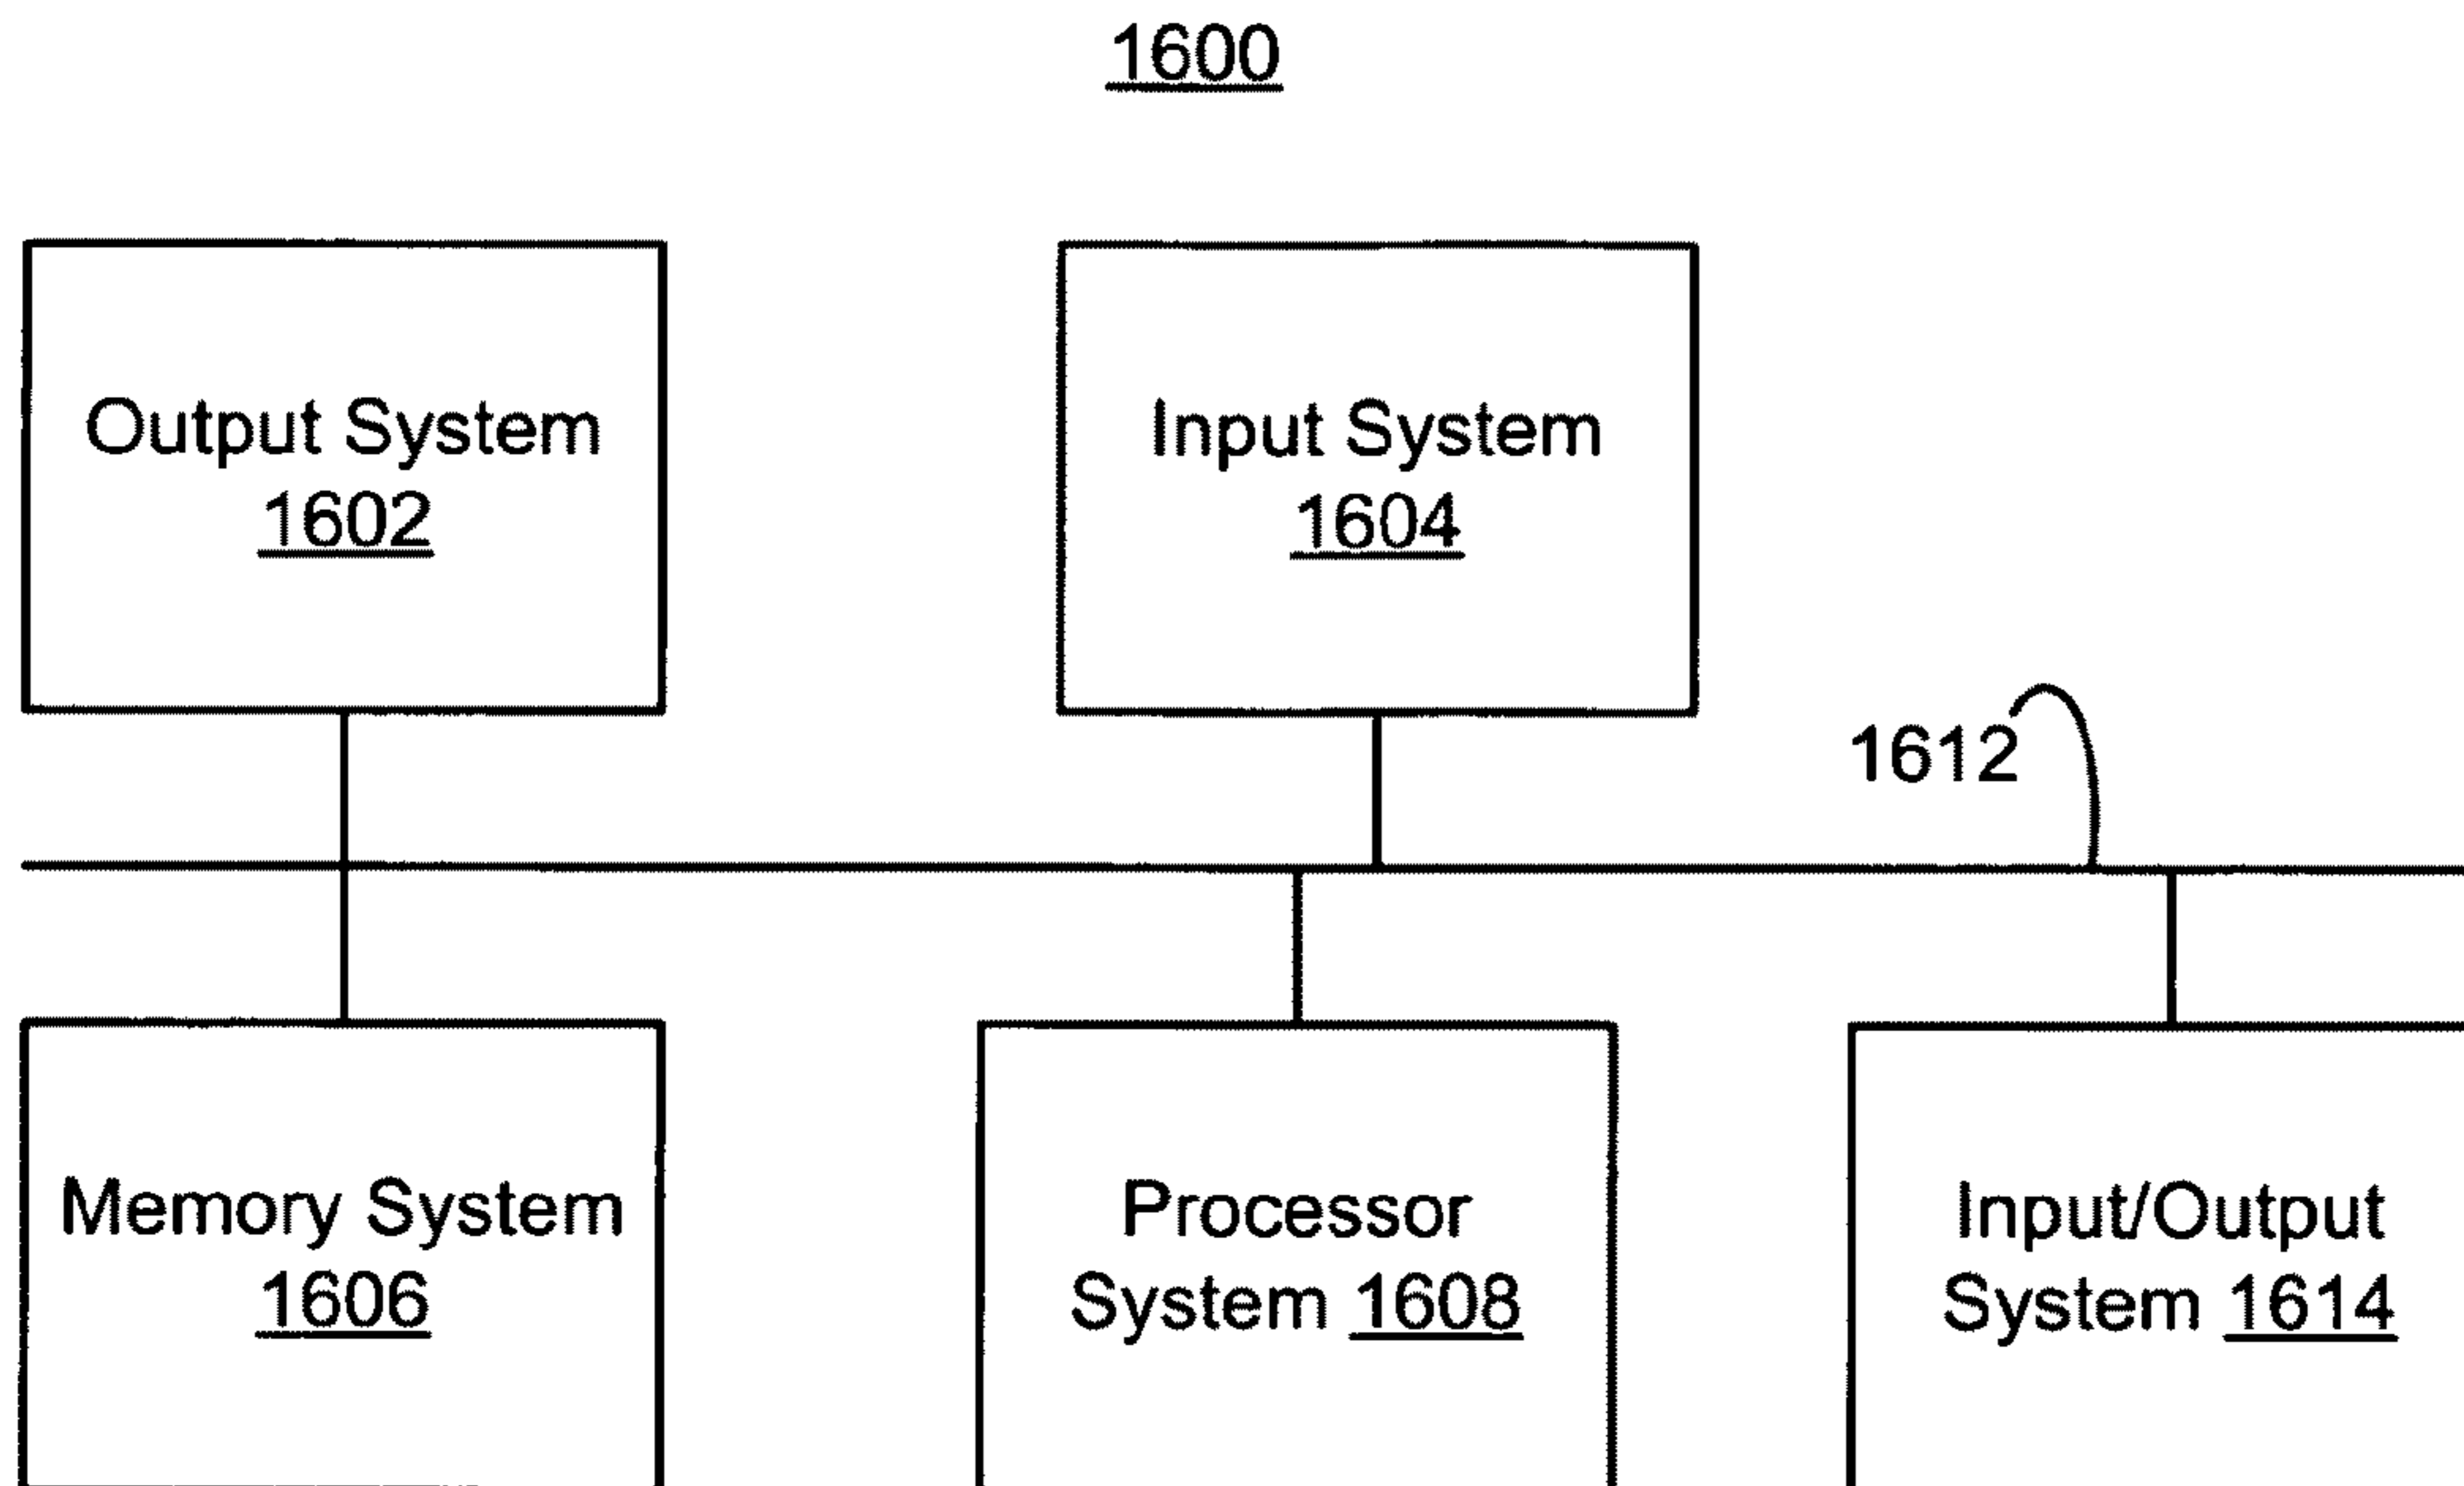 1600
Output System
1602
Input System
1604
1612
Memory System
1606
Processor
System 1608
Input/Output
System 1614